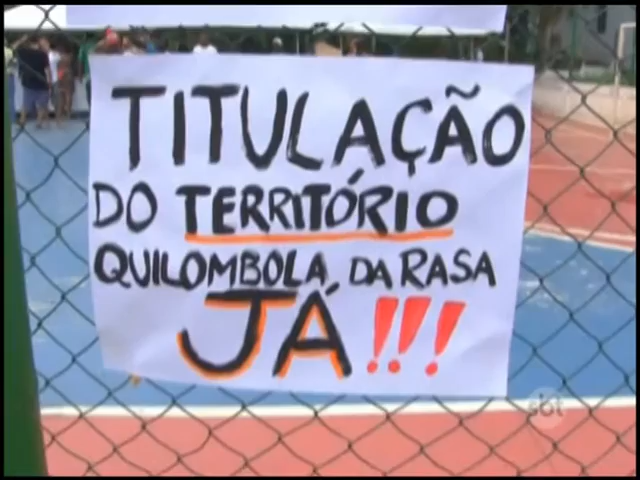 TITULAÇÃO
DO TERRITÓRIO
QUILOMBOLA DA RASA
JÁ!!!
sbt